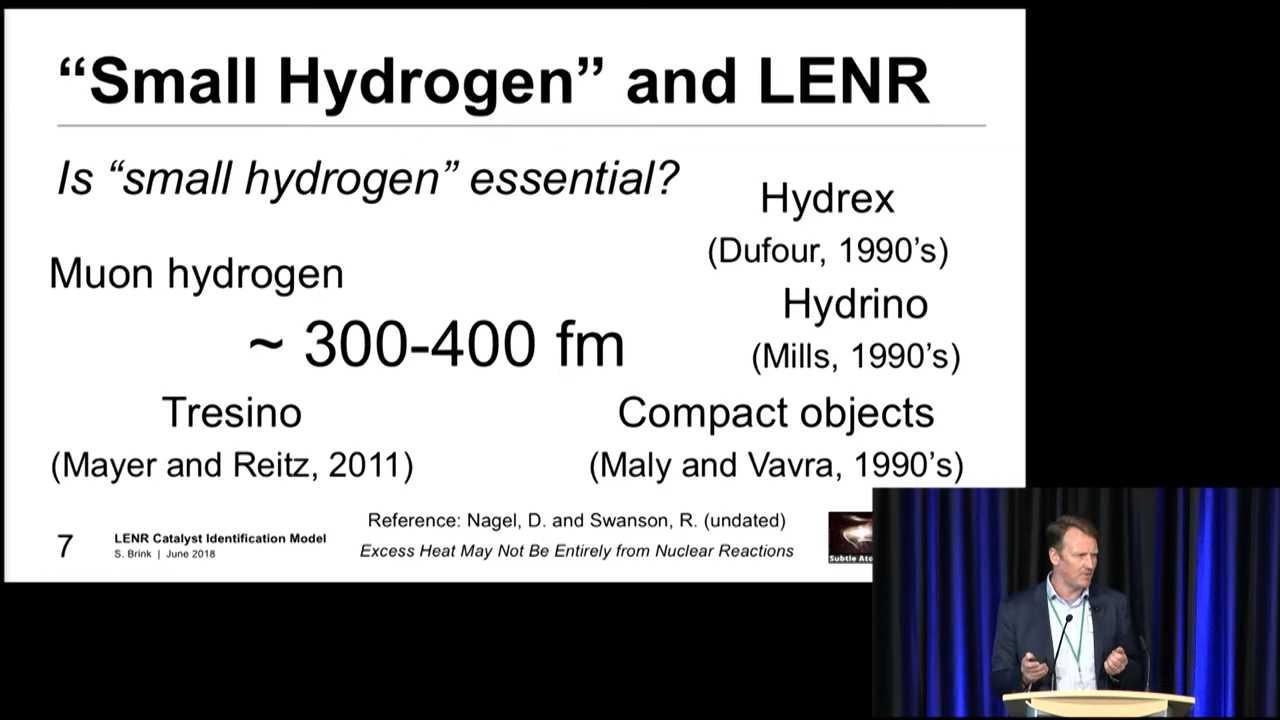 “Small Hydrogen” and LENR
Is “small hydrogen” essential?
Hydrex
(Dufour, 1990’s)
Muon hydrogen
Hydrino
~ 300-400 fm
(Mills, 1990’s)
Tresino
Compact objects
(Mayer and Reitz, 2011)
(Maly and Vavra, 1990’s)
Reference: Nagel, D. and Swanson, R. (undated)
7
LENR Catalyst Identification Model
S. Brink | June 2018
Excess Heat May Not Be Entirely from Nuclear Reactions
Subtle